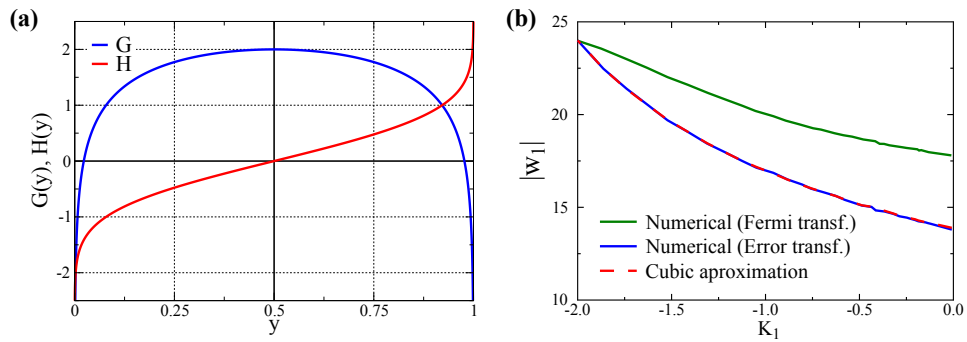 (a)
G
H
G(y), H(y)
2
1
0
-1
-2
0
0.25
0.5
0.75
1
y
(b)
|w₁|
25
20
15
10
Numerical (Fermi transf.)
Numerical (Error transf.)
Cubic aproximation
-2.0
-1.5
-1.0
-0.5
0.0
K₁